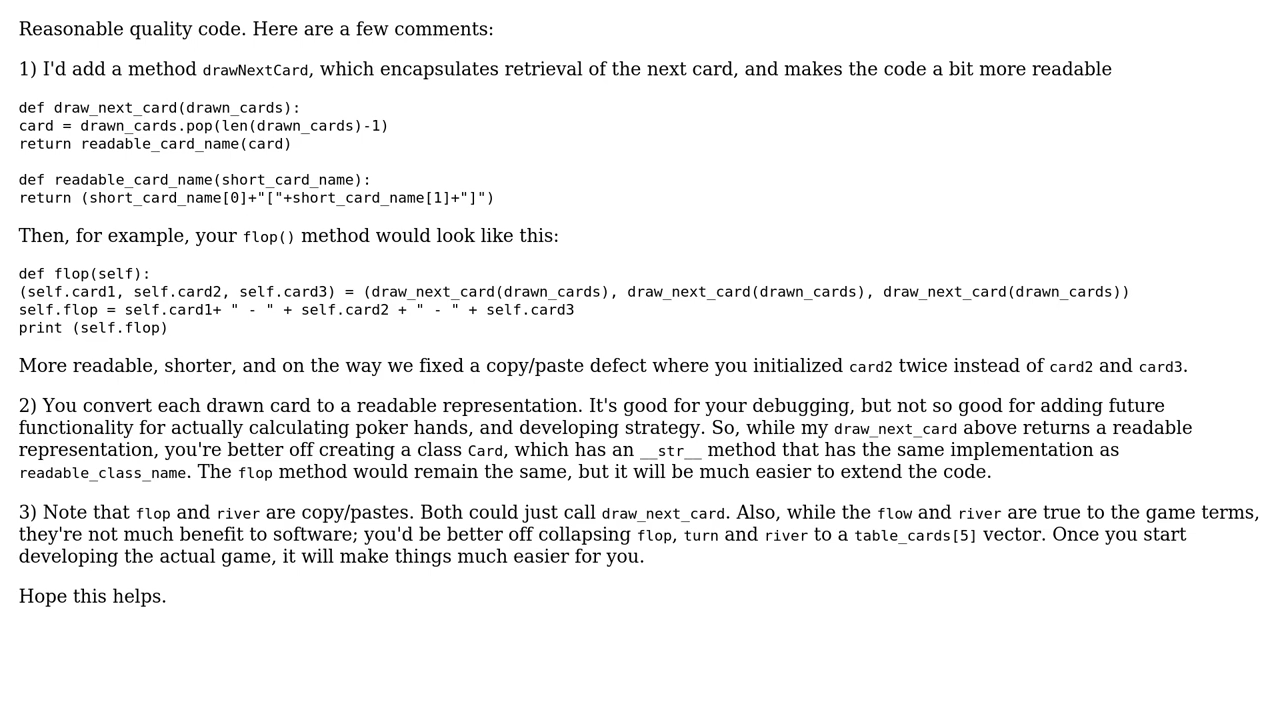 Reasonable quality code. Here are a few comments:
1) I'd add a method drawNextCard, which encapsulates retrieval of the next card, and makes the code a bit more readable
def draw_next_card(drawn_cards):
card = drawn_cards.pop(len(drawn_cards)-1)
return readable_card_name(card)
def readable_card_name(short_card_name):
return (short_card_name[0]+"["+short_card_name[1]+"]")
Then, for example, your flop() method would look like this:
def flop(self):
(self.card1, self.card2, self.card3) = (draw_next_card(drawn_cards), draw_next_card(drawn_cards), draw_next_card(drawn_cards))
self.flop = self.card1+ " - " + self.card2 + " - " + self.card3
print (self.flop)
More readable, shorter, and on the way we fixed a copy/paste defect where you initialized card2 twice instead of card2 and card3.
2) You convert each drawn card to a readable representation. It's good for your debugging, but not so good for adding future
functionality for actually calculating poker hands, and developing strategy. So, while my draw_next_card above returns a readable
representation, you're better off creating a class Card, which has an __str__ method that has the same implementation as
readable_class_name. The flop method would remain the same, but it will be much easier to extend the code.
3) Note that flop and river are copy/pastes. Both could just call draw_next_card. Also, while the flow and river are true to the game terms,
they're not much benefit to software; you'd be better off collapsing flop, turn and river to a table_cards[5] vector. Once you start
developing the actual game, it will make things much easier for you.
Hope this helps.